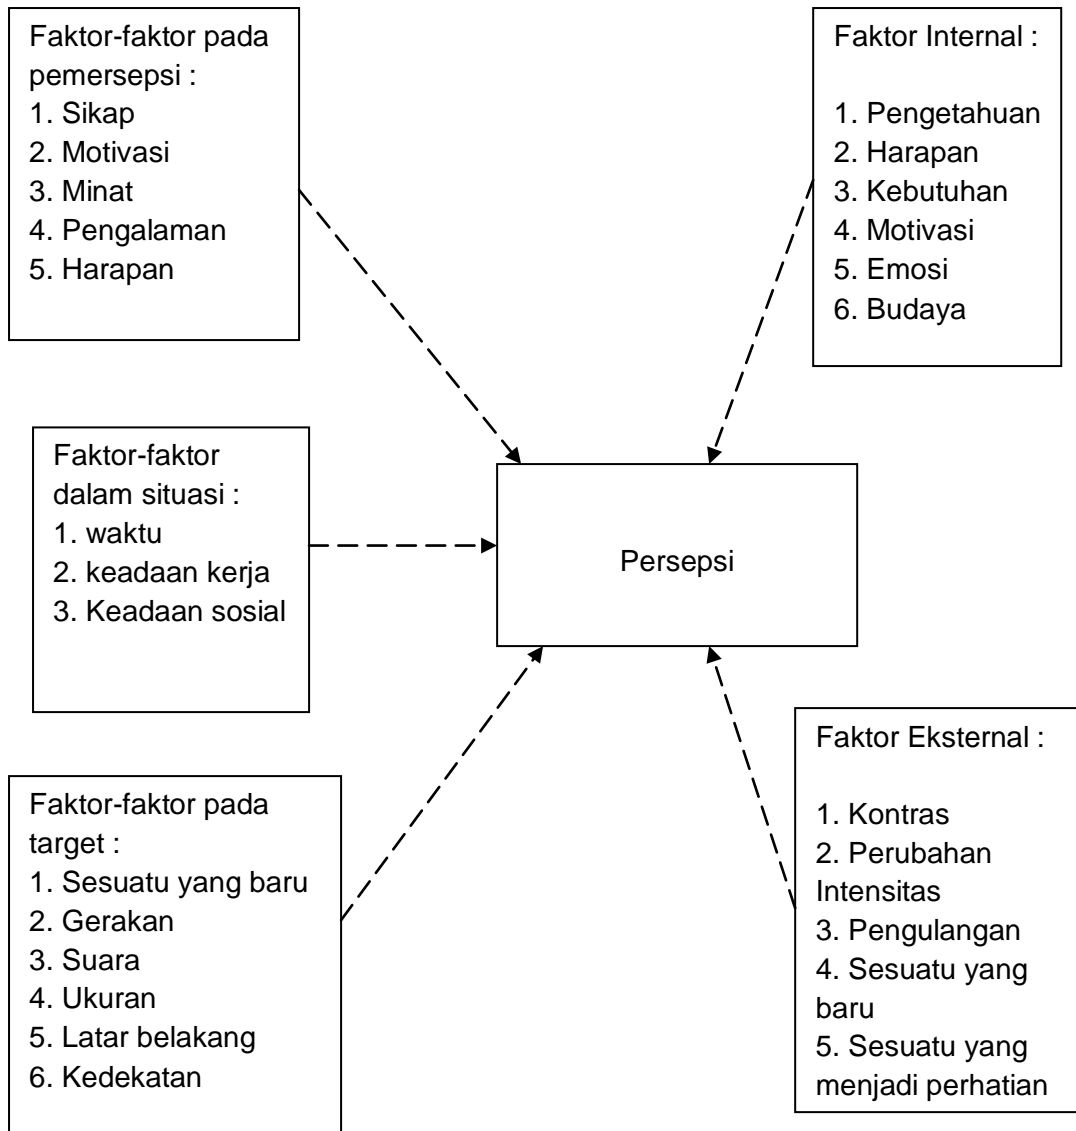 Faktor-faktor pada
pemersepsi :
1. Sikap
2. Motivasi
3. Minat
4. Pengalaman
5. Harapan
Faktor Internal :
1. Pengetahuan
2. Harapan
3. Kebutuhan
4. Motivasi
5. Emosi
6. Budaya
Faktor-faktor
dalam situasi :
1. waktu
2. keadaan kerja
3. Keadaan sosial
Persepsi
Faktor-faktor pada
target :
1. Sesuatu yang baru
2. Gerakan
3. Suara
4. Ukuran
5. Latar belakang
6. Kedekatan
Faktor Eksternal :
1. Kontras
2. Perubahan
Intensitas
3. Pengulangan
4. Sesuatu yang
baru
5. Sesuatu yang
menjadi perhatian